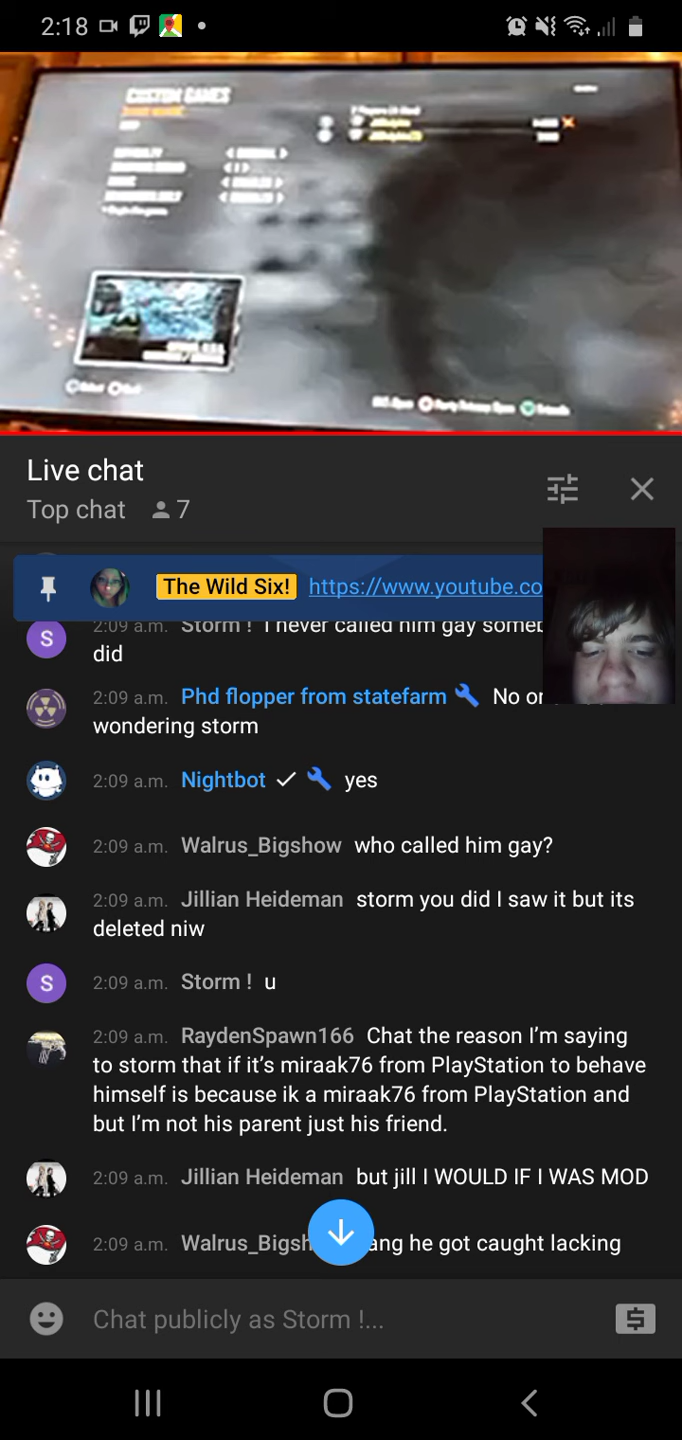 2:18
CUSTOM GAMES
Live chat
Top chat 7
The Wild Six! https://www.youtube.co
2:09 a.m. Storm ! I never called him gay
did
2:09 a.m. Phd flopper from statefarm No
wondering storm
2:09 a.m. Nightbot yes
2:09 a.m. Walrus_Bigshow who called him gay?
2:09 a.m. Jillian Heideman storm you did I saw it but its
deleted niw
S 2:09 a.m. Storm ! u
2:09 a.m. RaydenSpawn166 Chat the reason I'm saying
to storm that if it's miraak76 from PlayStation to behave
himself is because ik a miraak76 from PlayStation and
but I'm not his parent just his friend.
2:09 a.m. Jillian Heideman but jill I WOULD IF I WAS MOD
2:09 a.m. Walrus_Bigsh ang he got caught lacking
Chat publicly as Storm !...